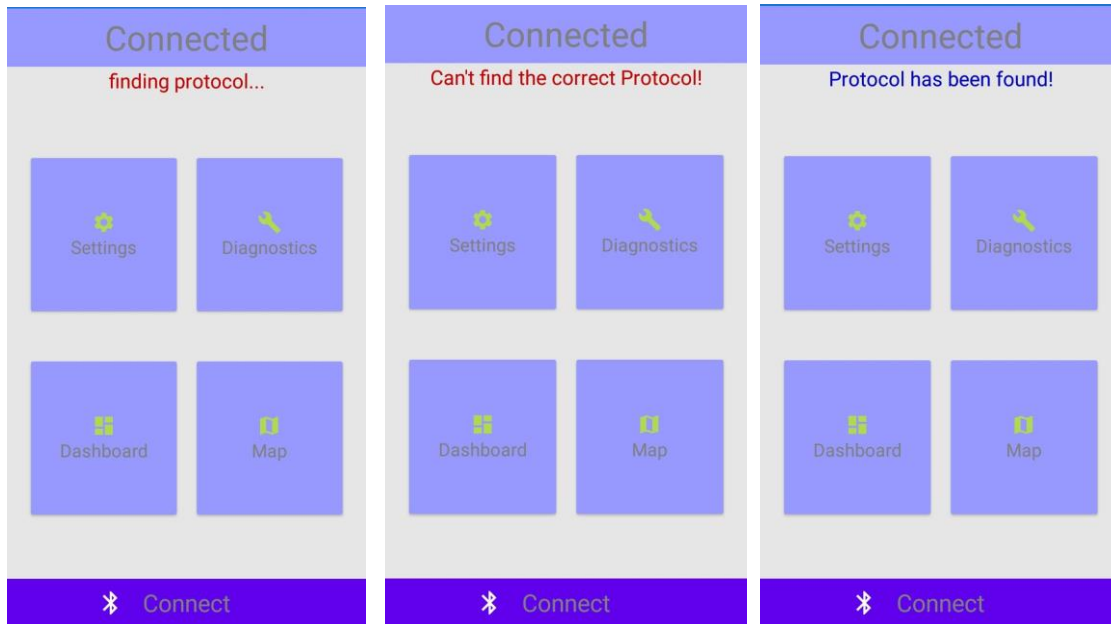 Connected
finding protocol...
Settings
Diagnostics
Dashboard
Map
Connect
Connected
Can't find the correct Protocol!
Settings
Diagnostics
Dashboard
Map
Connect
Connected
Protocol has been found!
Settings
Diagnostics
Dashboard
Map
Connect